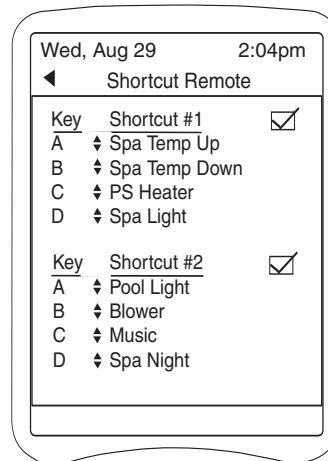 Wed, Aug 29 2:04pm
Shortcut Remote
Key Shortcut #1
A Spa Temp Up
B Spa Temp Down
C PS Heater
D Spa Light
Key Shortcut #2
A Pool Light
B Blower
C Music
D Spa Night